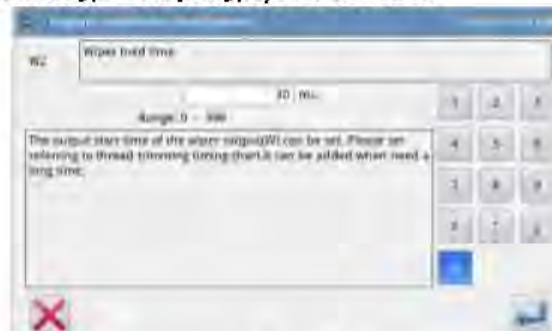 W2
Wiper hold time
30 ms
Range: 0 - 999
The output start time of the wiper output(W) can be set. Please set
referring to thread trimming timing chart.It can be added when need a
long time.
1 2 3
4 5 6
7 8 9